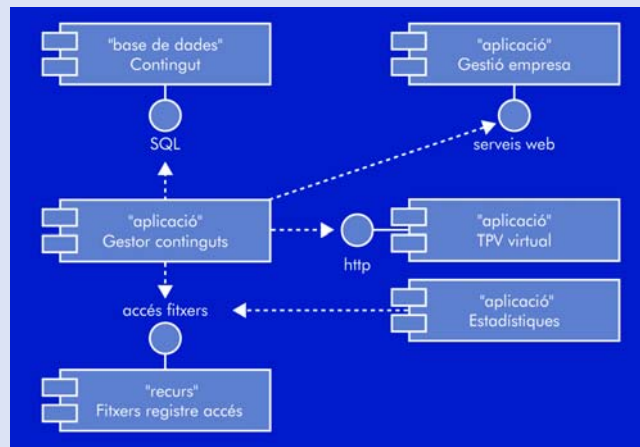 "base de dades"
Contingut
"aplicació"
Gestió empresa
SQL
serveis web
"aplicació"
Gestor continguts
"aplicació"
TPV virtual
http
accés fitxers
"aplicació"
Estadístiques
"recurs"
Fitxers registre accés